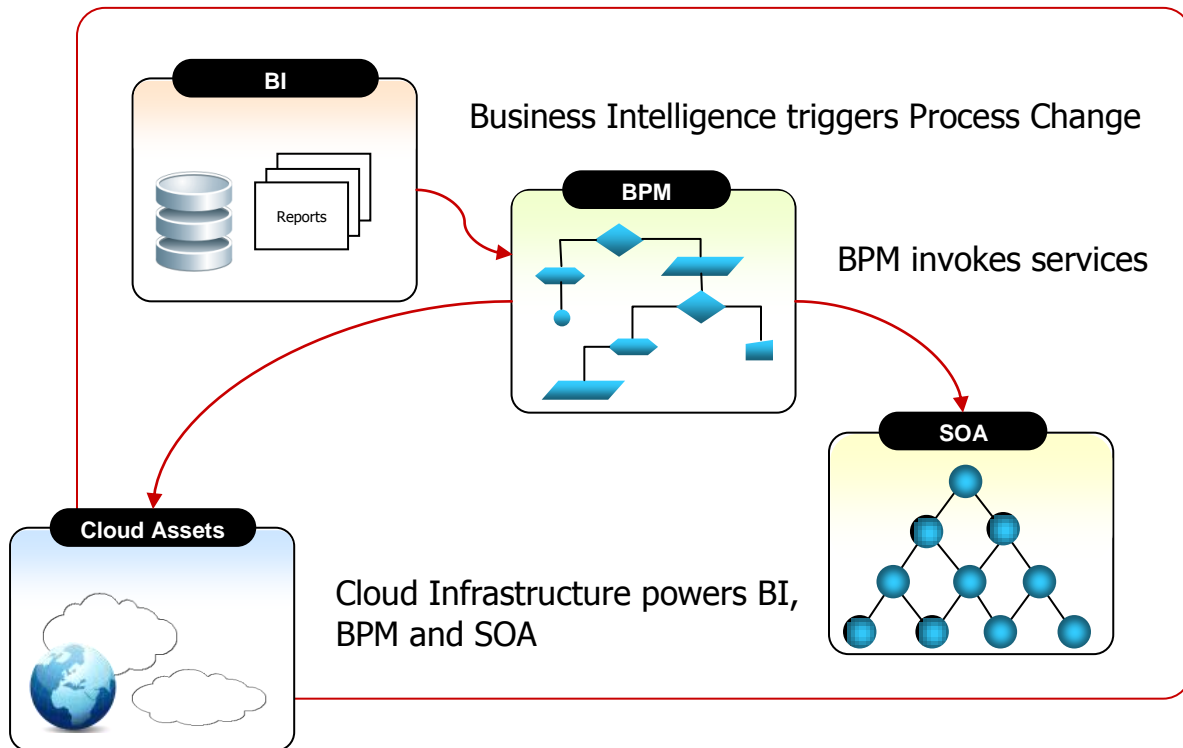 BI
Business Intelligence triggers Process Change
Reports
BPM
BPM invokes services
SOA
Cloud Assets
Cloud Infrastructure powers BI,
BPM and SOA